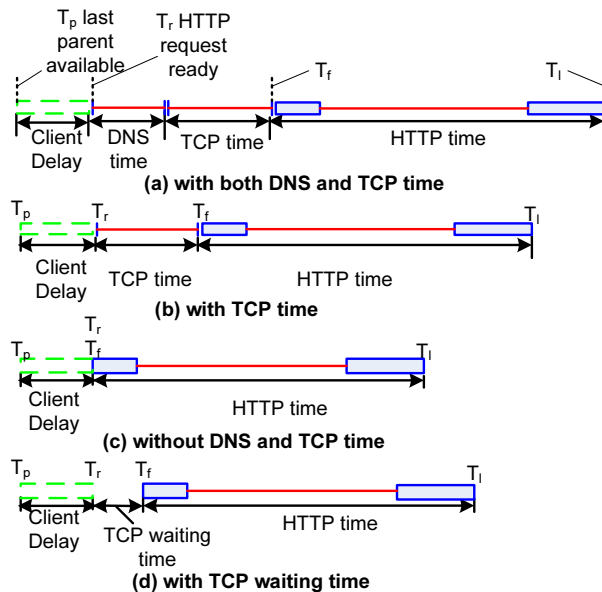 Tp last parent available
Tr HTTP request ready
Tf
Tl
Client Delay
DNS time
TCP time
HTTP time
(a) with both DNS and TCP time
Tp
Tr
Tf
Tl
Client Delay
TCP time
HTTP time
(b) with TCP time
Tr
Tp
Tf
Tl
Client Delay
HTTP time
(c) without DNS and TCP time
Tp
Tr
Tf
Tl
Client Delay
TCP waiting time
HTTP time
(d) with TCP waiting time